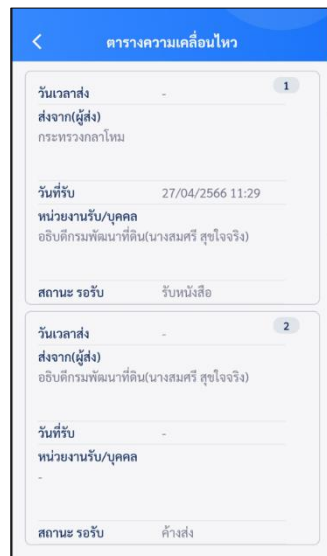 ตารางความเคลื่อนไหว
1
วันเวลาส่ง -
ส่งจาก(ผู้ส่ง)
กระทรวงกลาโหม
วันที่รับ 27/04/2566 11:29
หน่วยงานรับ/บุคคล
อธิบดีกรมพัฒนาที่ดิน(นางสมศรี สุขใจจริง)
สถานะ รอรับ รับหนังสือ
2
วันเวลาส่ง -
ส่งจาก(ผู้ส่ง)
อธิบดีกรมพัฒนาที่ดิน(นางสมศรี สุขใจจริง)
วันที่รับ -
หน่วยงานรับ/บุคคล
-
สถานะ รอรับ ค้างส่ง